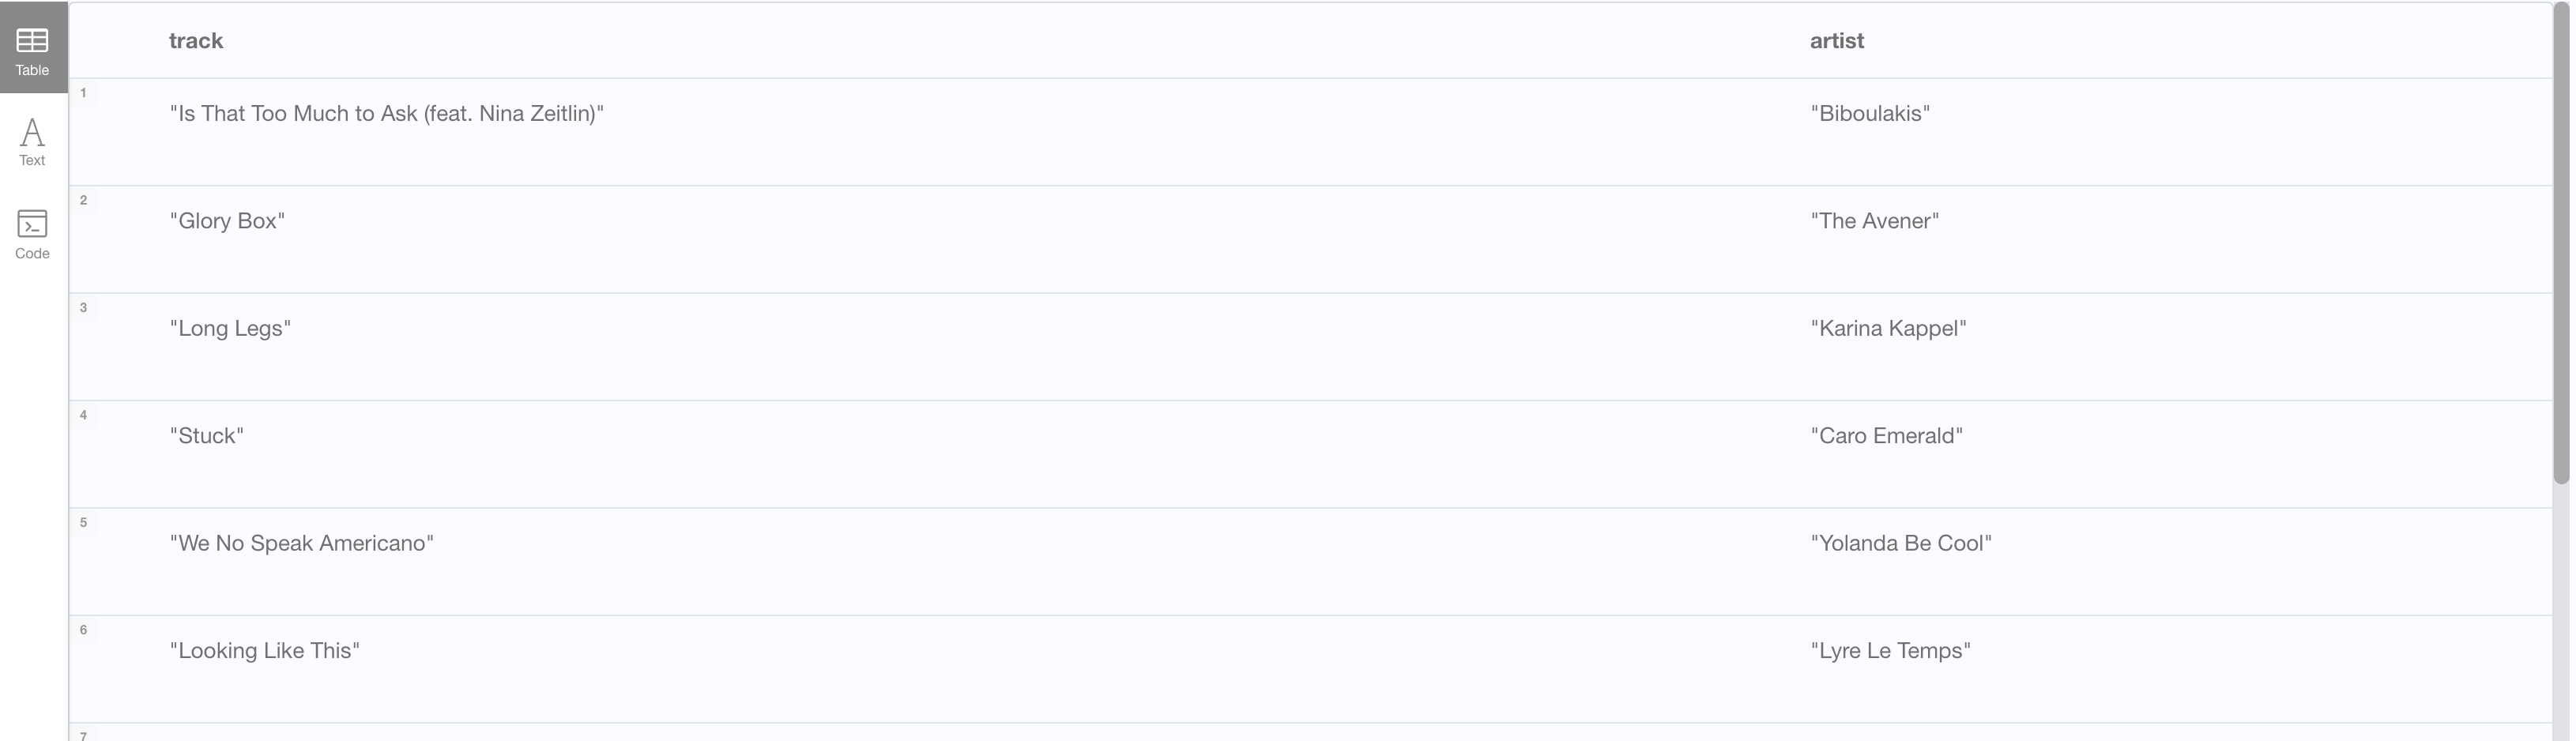 track artist
1
"Is That Too Much to Ask (feat. Nina Zeitlin)" "Biboulakis"
2
"Glory Box" "The Avener"
3
"Long Legs" "Karina Kappel"
4
"Stuck" "Caro Emerald"
5
"We No Speak Americano" "Yolanda Be Cool"
6
"Looking Like This" "Lyre Le Temps"
7
Table
Text
Code